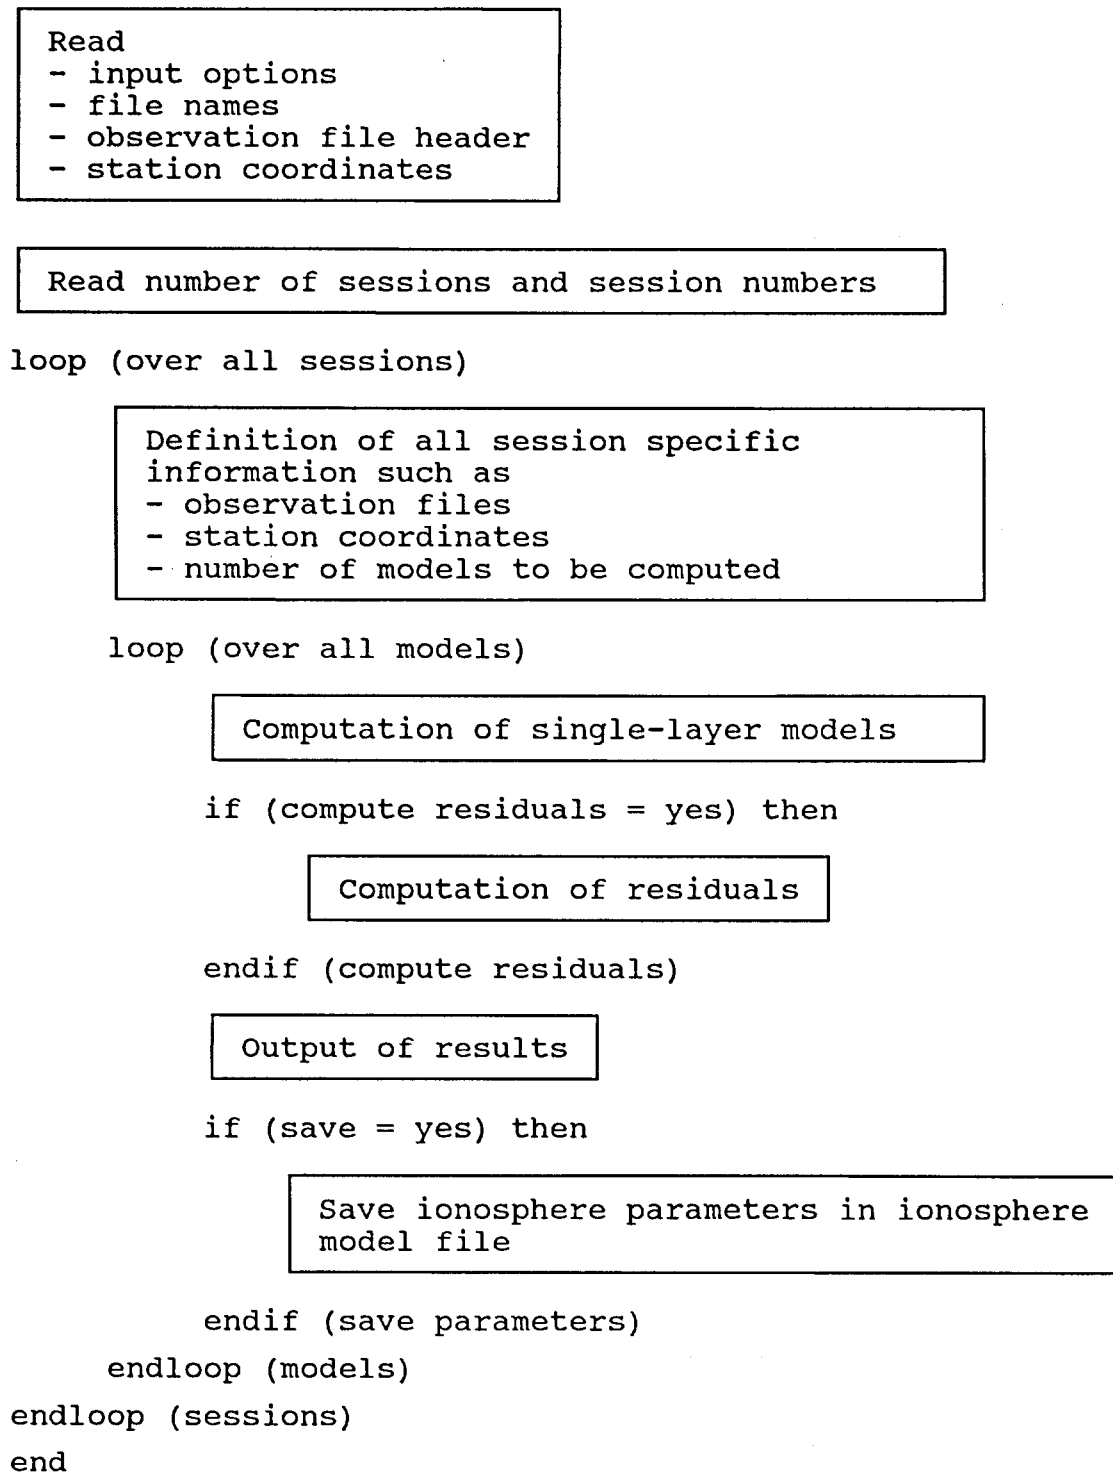 Read
- input options
- file names
- observation file header
- station coordinates
Read number of sessions and session numbers
loop (over all sessions)
Definition of all session specific
information such as
- observation files
- station coordinates
- number of models to be computed
loop (over all models)
Computation of single-layer models
if (compute residuals = yes) then
Computation of residuals
endif (compute residuals)
Output of results
if (save = yes) then
Save ionosphere parameters in ionosphere
model file
endif (save parameters)
endloop (models)
endloop (sessions)
end